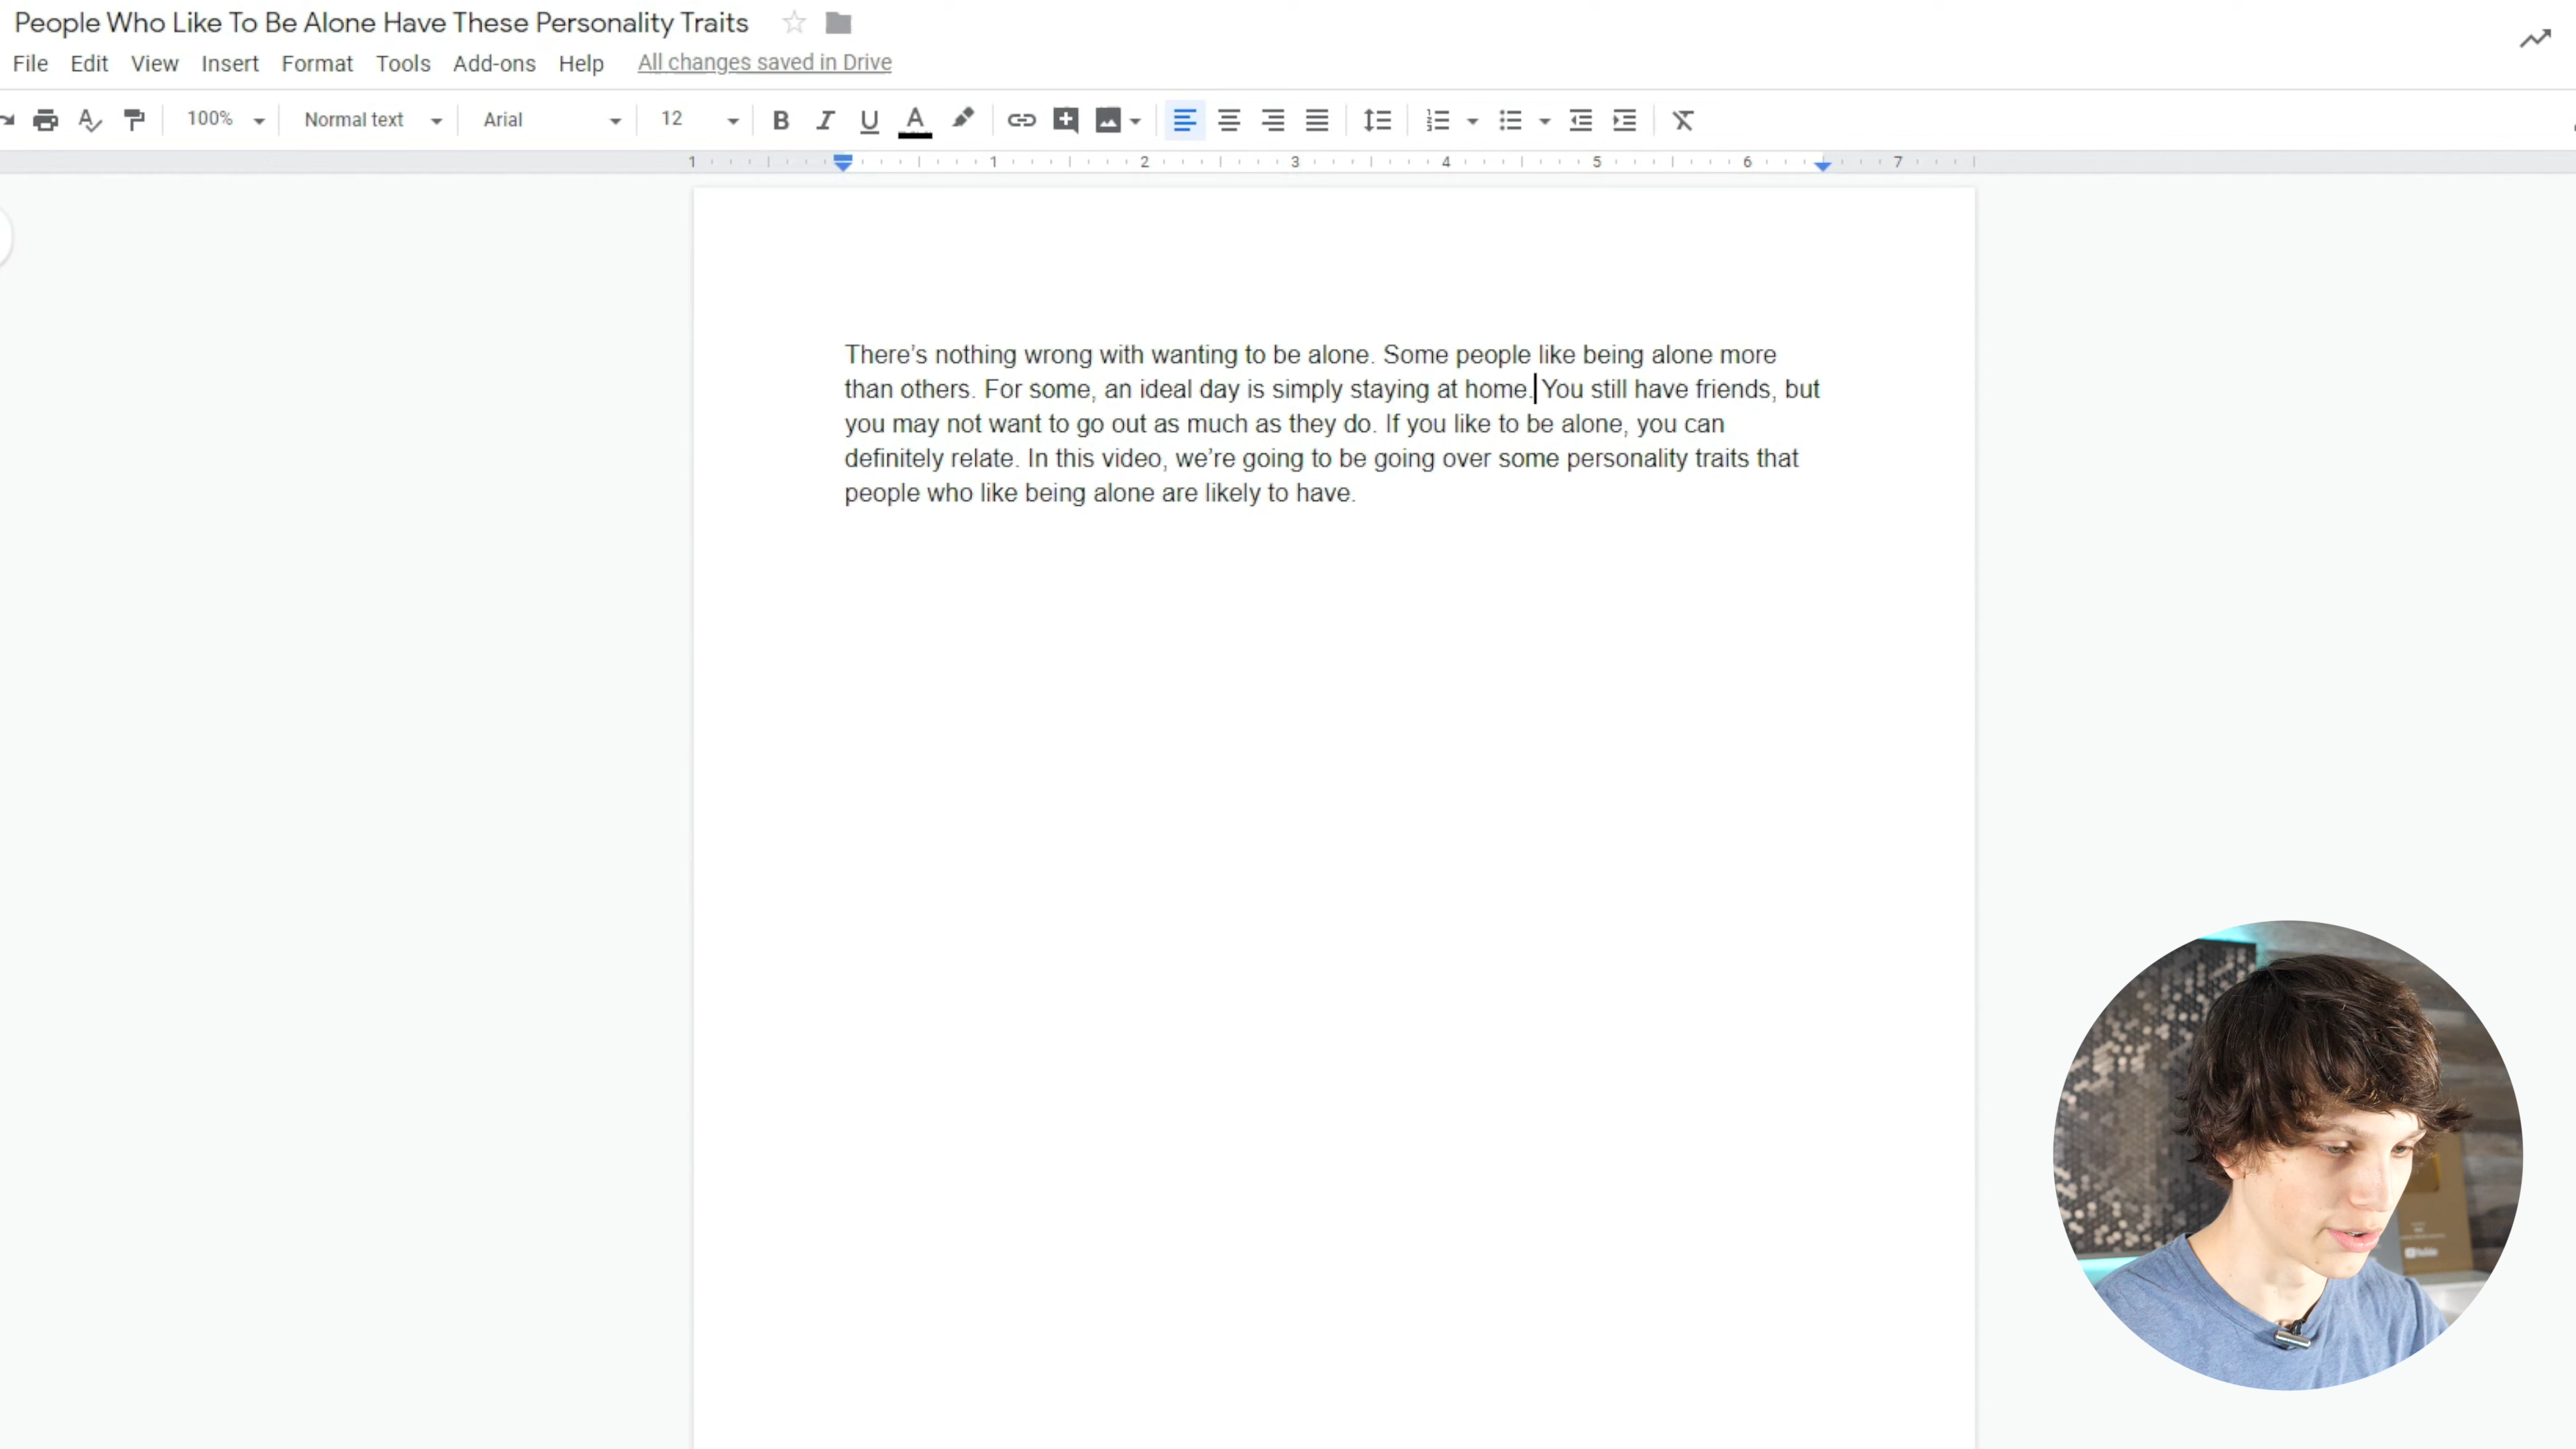 People Who Like To Be Alone Have These Personality Traits
File Edit View Insert Format Tools Add-ons Help All changes saved in Drive
100% Normal text Arial 12 B I U A
1 1 2 3 4 5 6 7
There’s nothing wrong with wanting to be alone. Some people like being alone more
than others. For some, an ideal day is simply staying at home. You still have friends, but
you may not want to go out as much as they do. If you like to be alone, you can
definitely relate. In this video, we’re going to be going over some personality traits that
people who like being alone are likely to have.